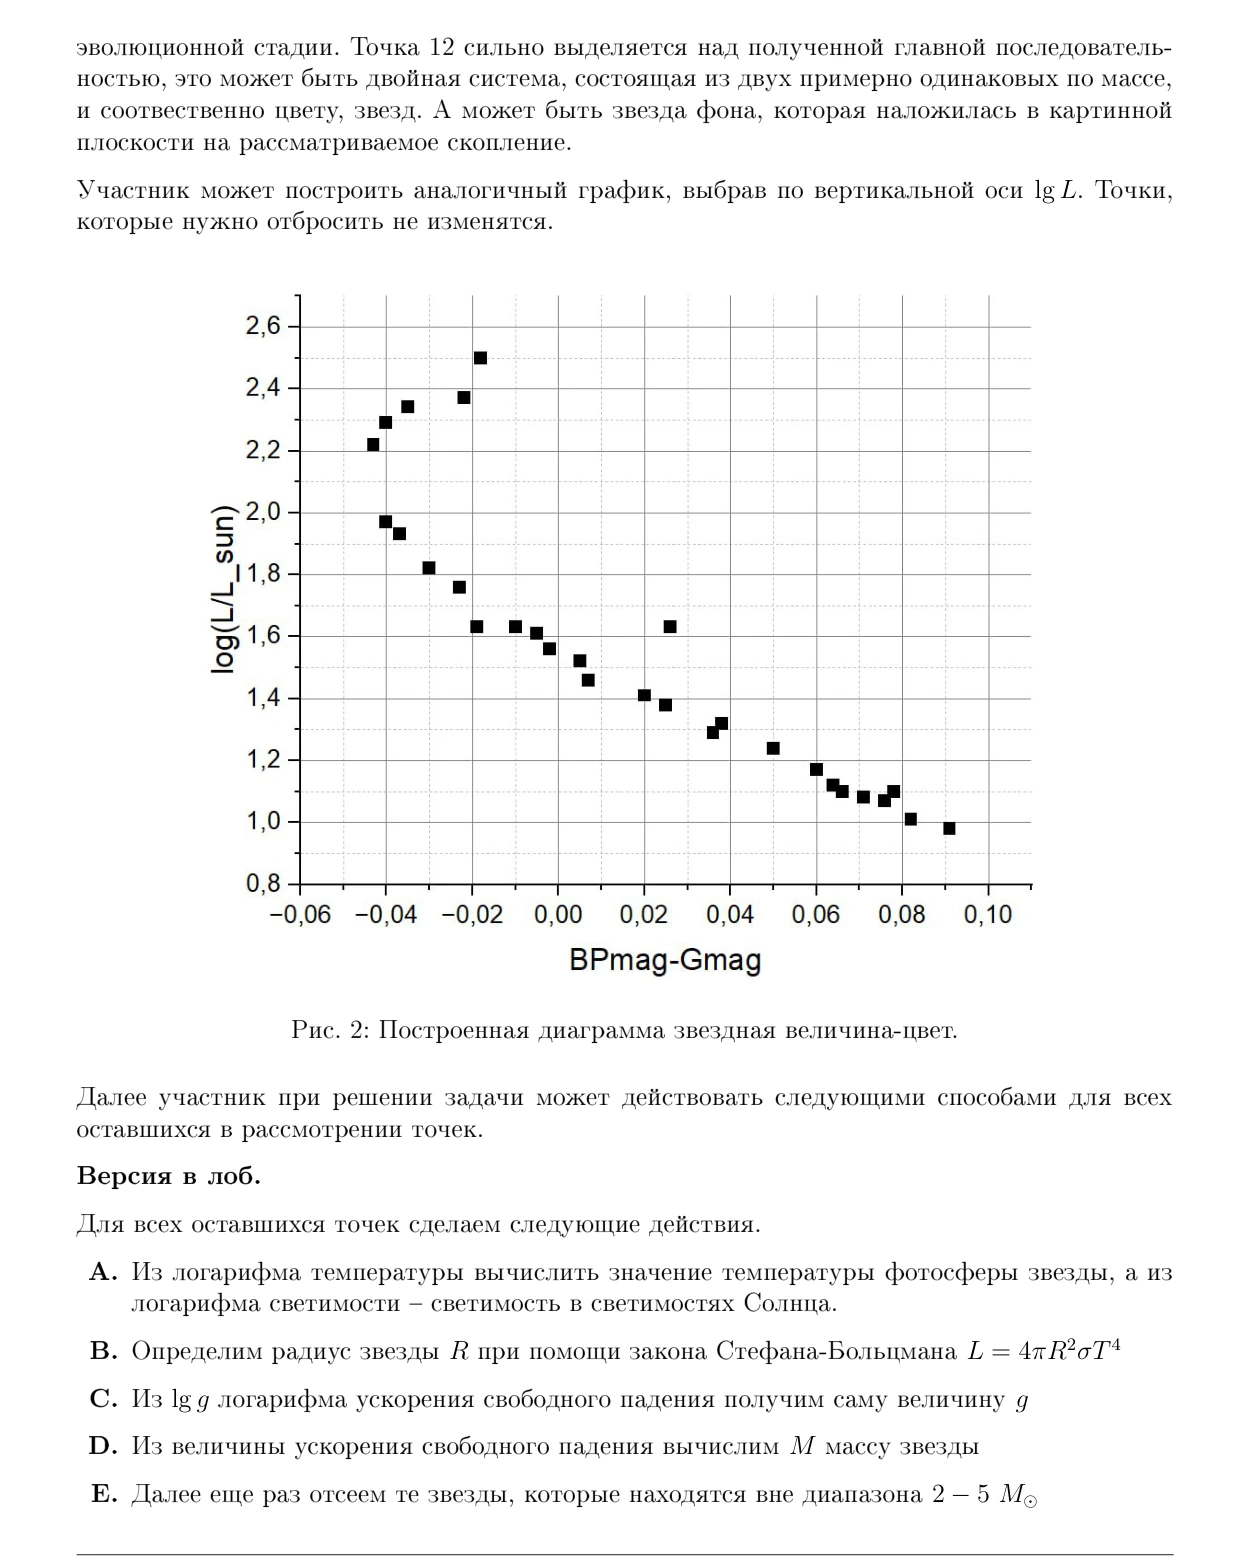 эволюционной стадии. Точка 12 сильно выделяется над полученной главной последователь-
ностью, это может быть двойная система, состоящая из двух примерно одинаковых по массе,
и соотвественно цвету, звезд. А может быть звезда фона, которая наложилась в картинной
плоскости на рассматриваемое скопление.
Участник может построить аналогичный график, выбрав по вертикальной оси lg L. Точки,
которые нужно отбросить не изменятся.
2,6
2,4
2,2
2,0
1,8
1,6
1,4
1,2
1,0
0,8
log(L/L_sun)
−0,06 −0,04 −0,02 0,00 0,02 0,04 0,06 0,08 0,10
BPmag-Gmag
Рис. 2: Построенная диаграмма звездная величина-цвет.
Далее участник при решении задачи может действовать следующими способами для всех
оставшихся в рассмотрении точек.
Версия в лоб.
Для всех оставшихся точек сделаем следующие действия.
A. Из логарифма температуры вычислить значение температуры фотосферы звезды, а из
логарифма светимости – светимость в светимостях Солнца.
B. Определим радиус звезды R при помощи закона Стефана-Больцмана L = 4πR²σT⁴
C. Из lg g логарифма ускорения свободного падения получим саму величину g
D. Из величины ускорения свободного падения вычислим M массу звезды
E. Далее еще раз отсеем те звезды, которые находятся вне диапазона 2 – 5 M☉